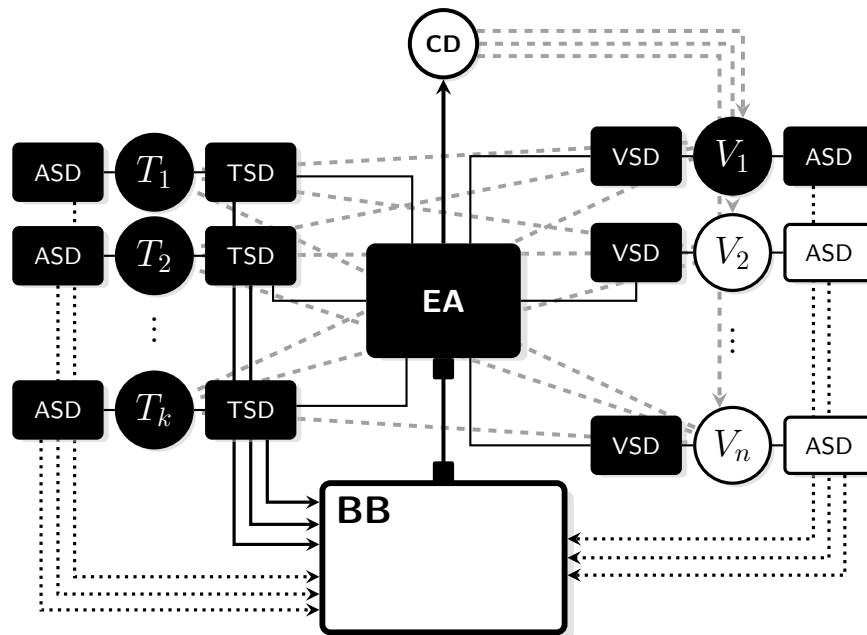 CD
ASD T₁ TSD VSD V₁ ASD
ASD T₂ TSD VSD V₂ ASD
EA
⋮ ⋮
ASD Tₖ TSD VSD Vₙ ASD
BB